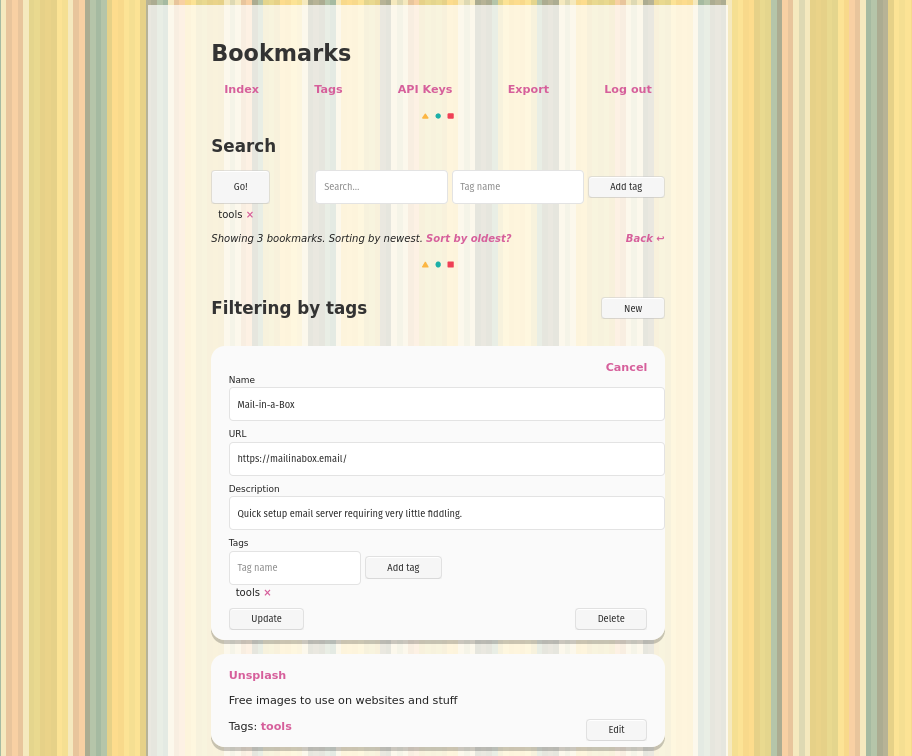 Bookmarks
Index Tags API Keys Export Log out
Search
Go! Search... Tag name Add tag
tools ×
Showing 3 bookmarks. Sorting by newest. Sort by oldest? Back ↩
Filtering by tags New
Cancel
Name
Mail-in-a-Box
URL
https://mailinabox.email/
Description
Quick setup email server requiring very little fiddling.
Tags
Tag name Add tag
tools ×
Update Delete
Unsplash
Free images to use on websites and stuff
Tags: tools Edit